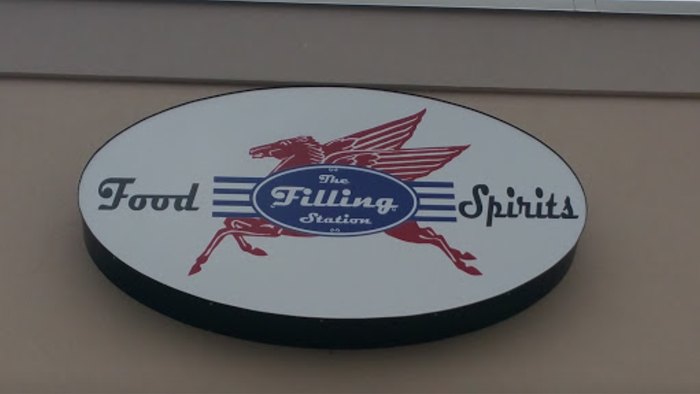 The
Food Filling Spirits
Station